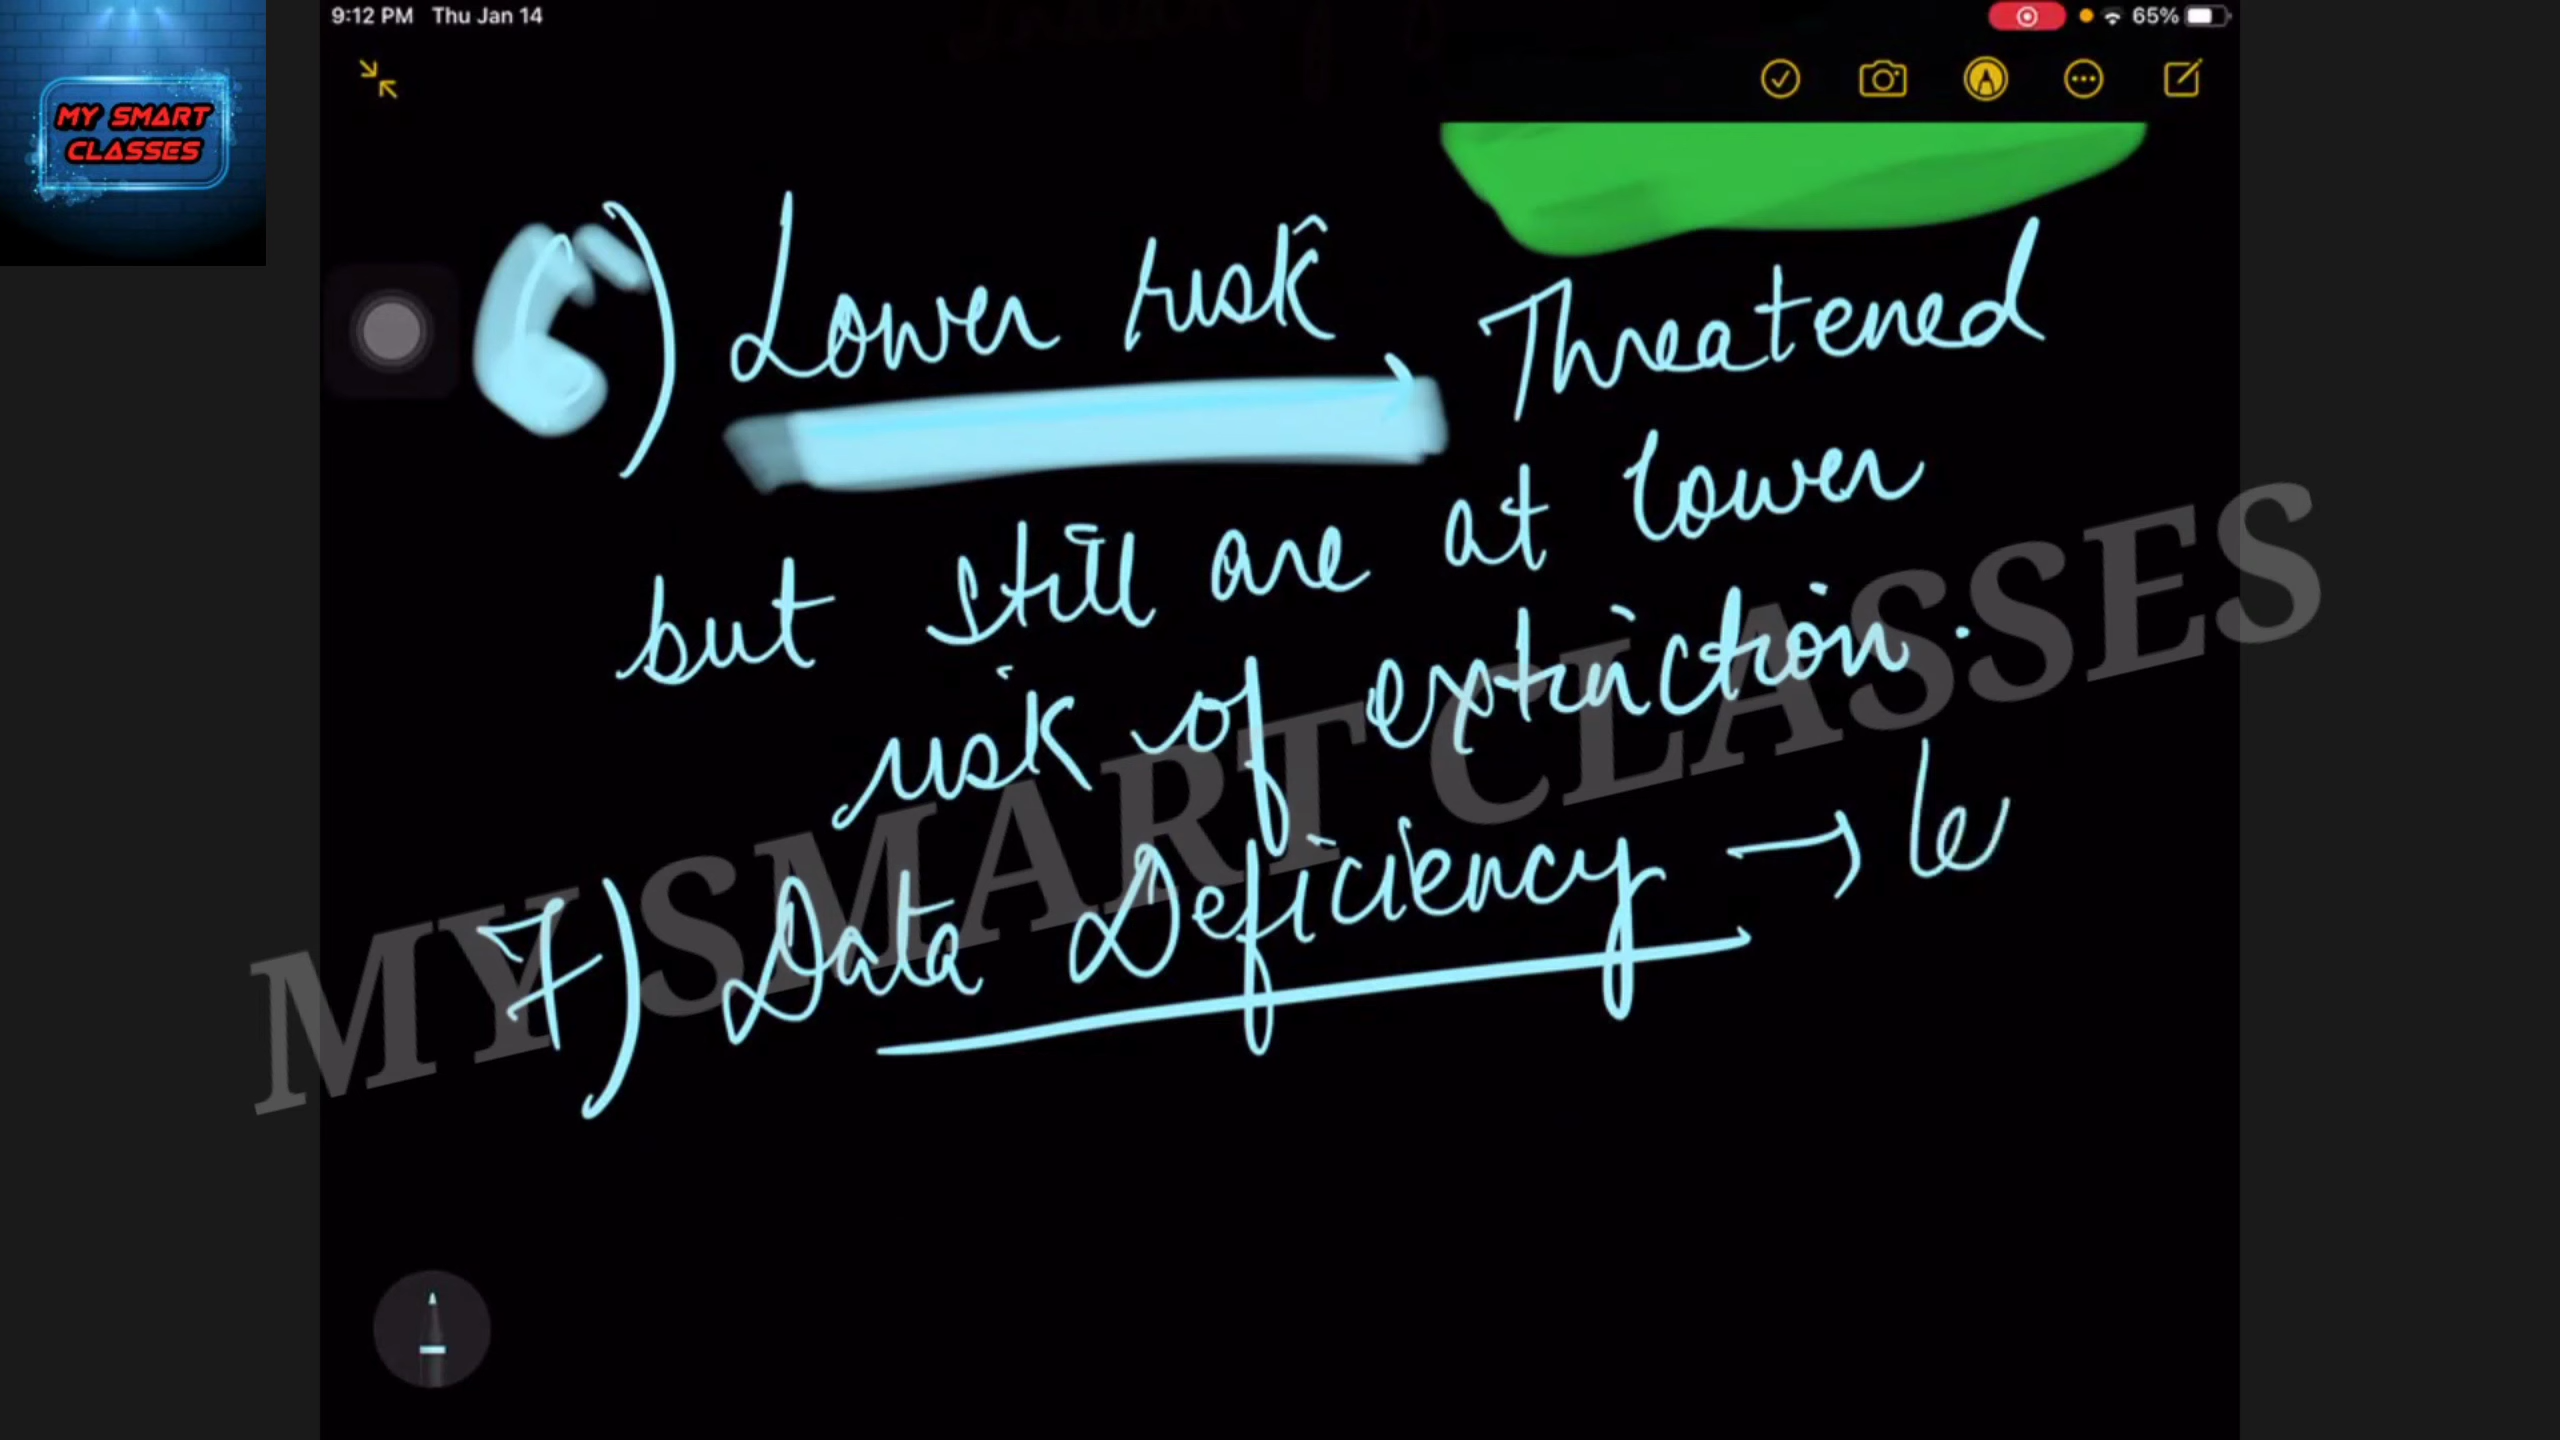 9:12 PM Thu Jan 14
65%
MY SMART
CLASSES
6) Lower risk → Threatened
but still are at lower
risk of extinction.
7) Data Deficiency → le
MY SMART CLASSES